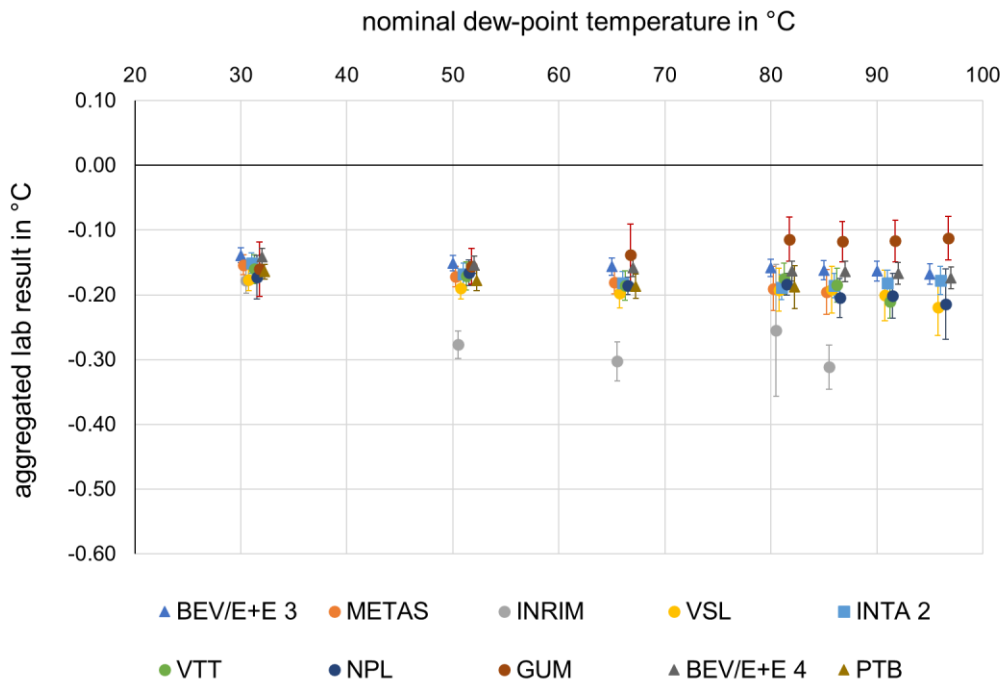 nominal dew-point temperature in °C
20 30 40 50 60 70 80 90 100
0.10
0.00
-0.10
-0.20
-0.30
-0.40
-0.50
-0.60
aggregated lab result in °C
BEV/E+E 3 METAS INRIM VSL INTA 2
VTT NPL GUM BEV/E+E 4 PTB